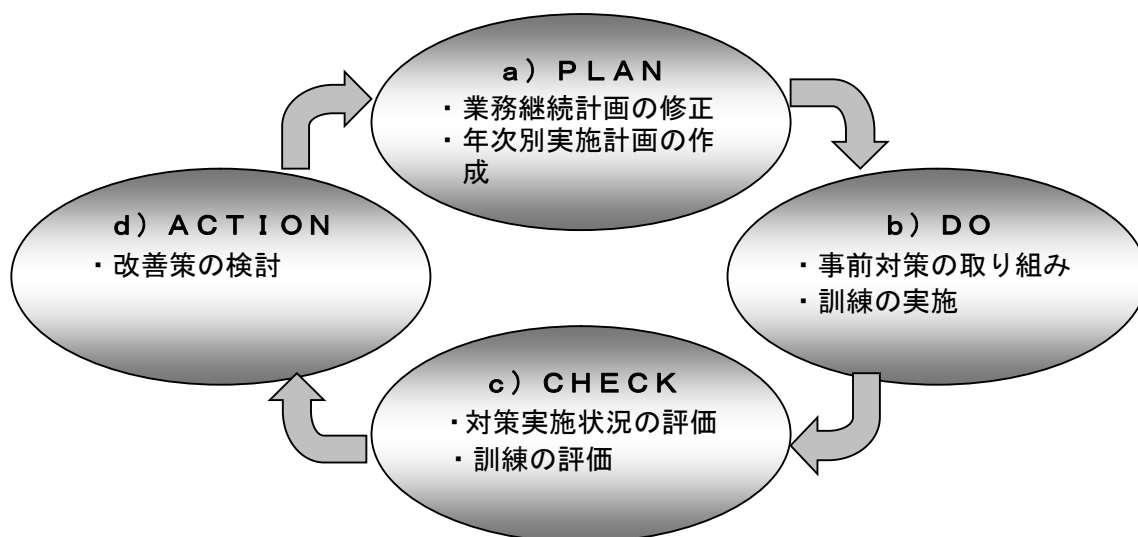 a）ＰＬＡＮ
・業務継続計画の修正
・年次別実施計画の作
成
b）ＤＯ
・事前対策の取り組み
・訓練の実施
c）ＣＨＥＣＫ
・対策実施状況の評価
・訓練の評価
d）ＡＣＴＩＯＮ
・改善策の検討